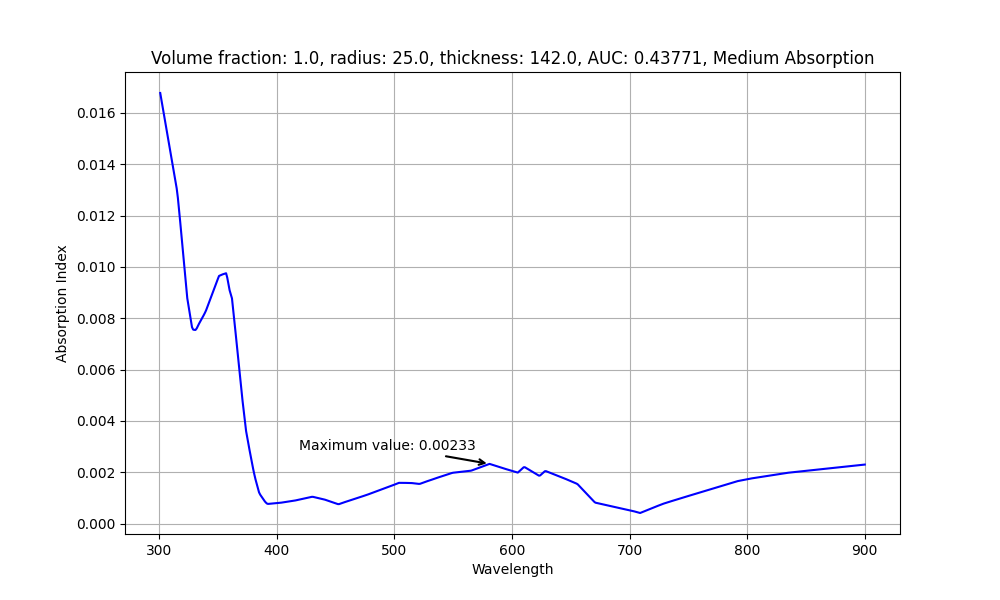 Volume fraction: 1.0, radius: 25.0, thickness: 142.0, AUC: 0.43771, Medium Absorption
0.016
0.014
0.012
0.010
0.008
0.006
0.004
0.002
0.000
Absorption Index
Maximum value: 0.00233
300 400 500 600 700 800 900
Wavelength